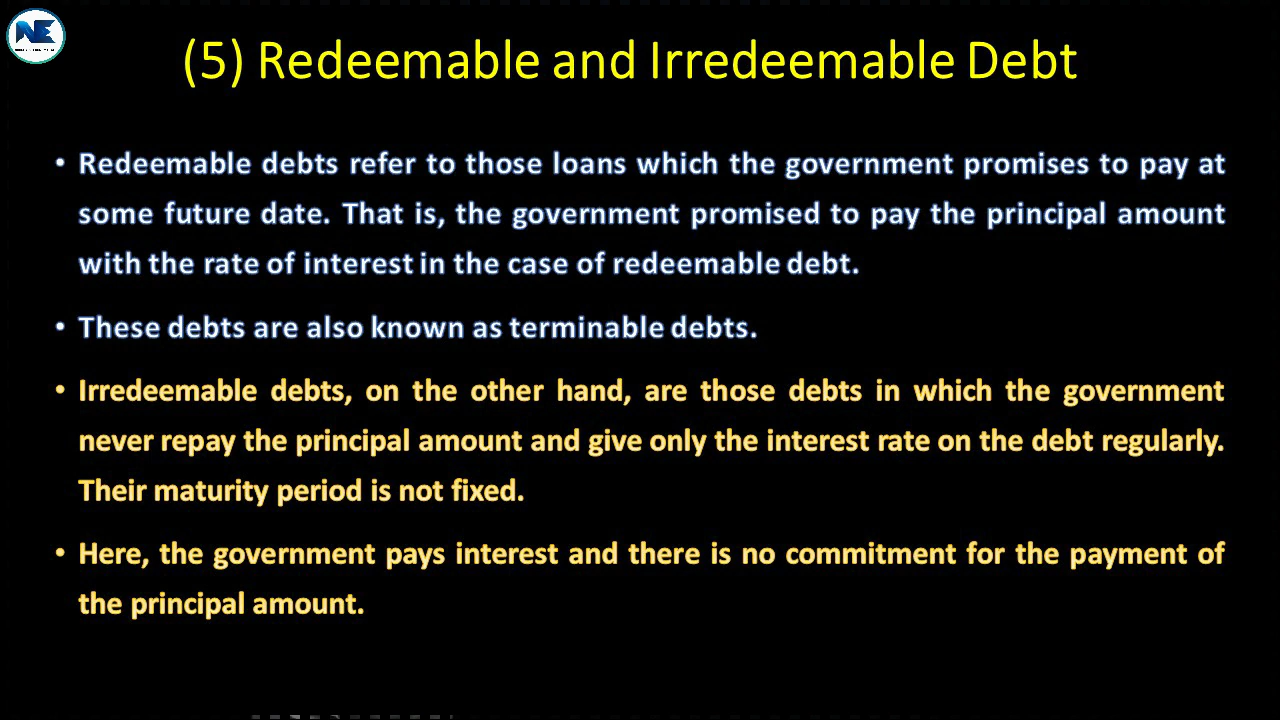 NE
(5) Redeemable and Irredeemable Debt
• Redeemable debts refer to those loans which the government promises to pay at
some future date. That is, the government promised to pay the principal amount
with the rate of interest in the case of redeemable debt.
• These debts are also known as terminable debts.
• Irredeemable debts, on the other hand, are those debts in which the government
never repay the principal amount and give only the interest rate on the debt regularly.
Their maturity period is not fixed.
• Here, the government pays interest and there is no commitment for the payment of
the principal amount.